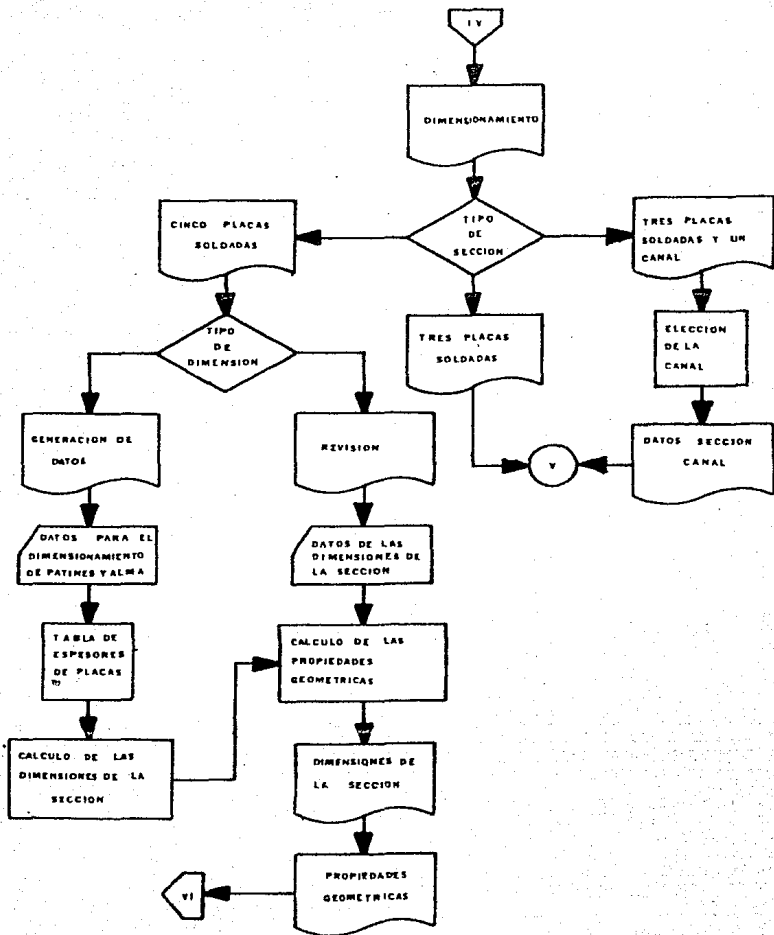 IV
DIMENSIONAMIENTO
TIPO
DE
SECCION
CINCO PLACAS
SOLDADAS
TRES PLACAS
SOLDADAS Y UN
CANAL
TIPO
DE
DIMENSION
TRES PLACAS
SOLDADAS
ELECCION
DE LA
CANAL
GENERACION DE
DATOS
REVISION
V
DATOS SECCION
CANAL
DATOS PARA EL
DIMENSIONAMIENTO
DE PATINES Y ALMA
DATOS DE LAS
DIMENSIONES DE
LA SECCION
TABLA DE
ESPESORES
DE PLACAS
CALCULO DE LAS
PROPIEDADES
GEOMETRICAS
CALCULO DE LAS
DIMENSIONES DE LA
SECCION
DIMENSIONES DE
LA SECCION
PROPIEDADES
GEOMETRICAS
VI